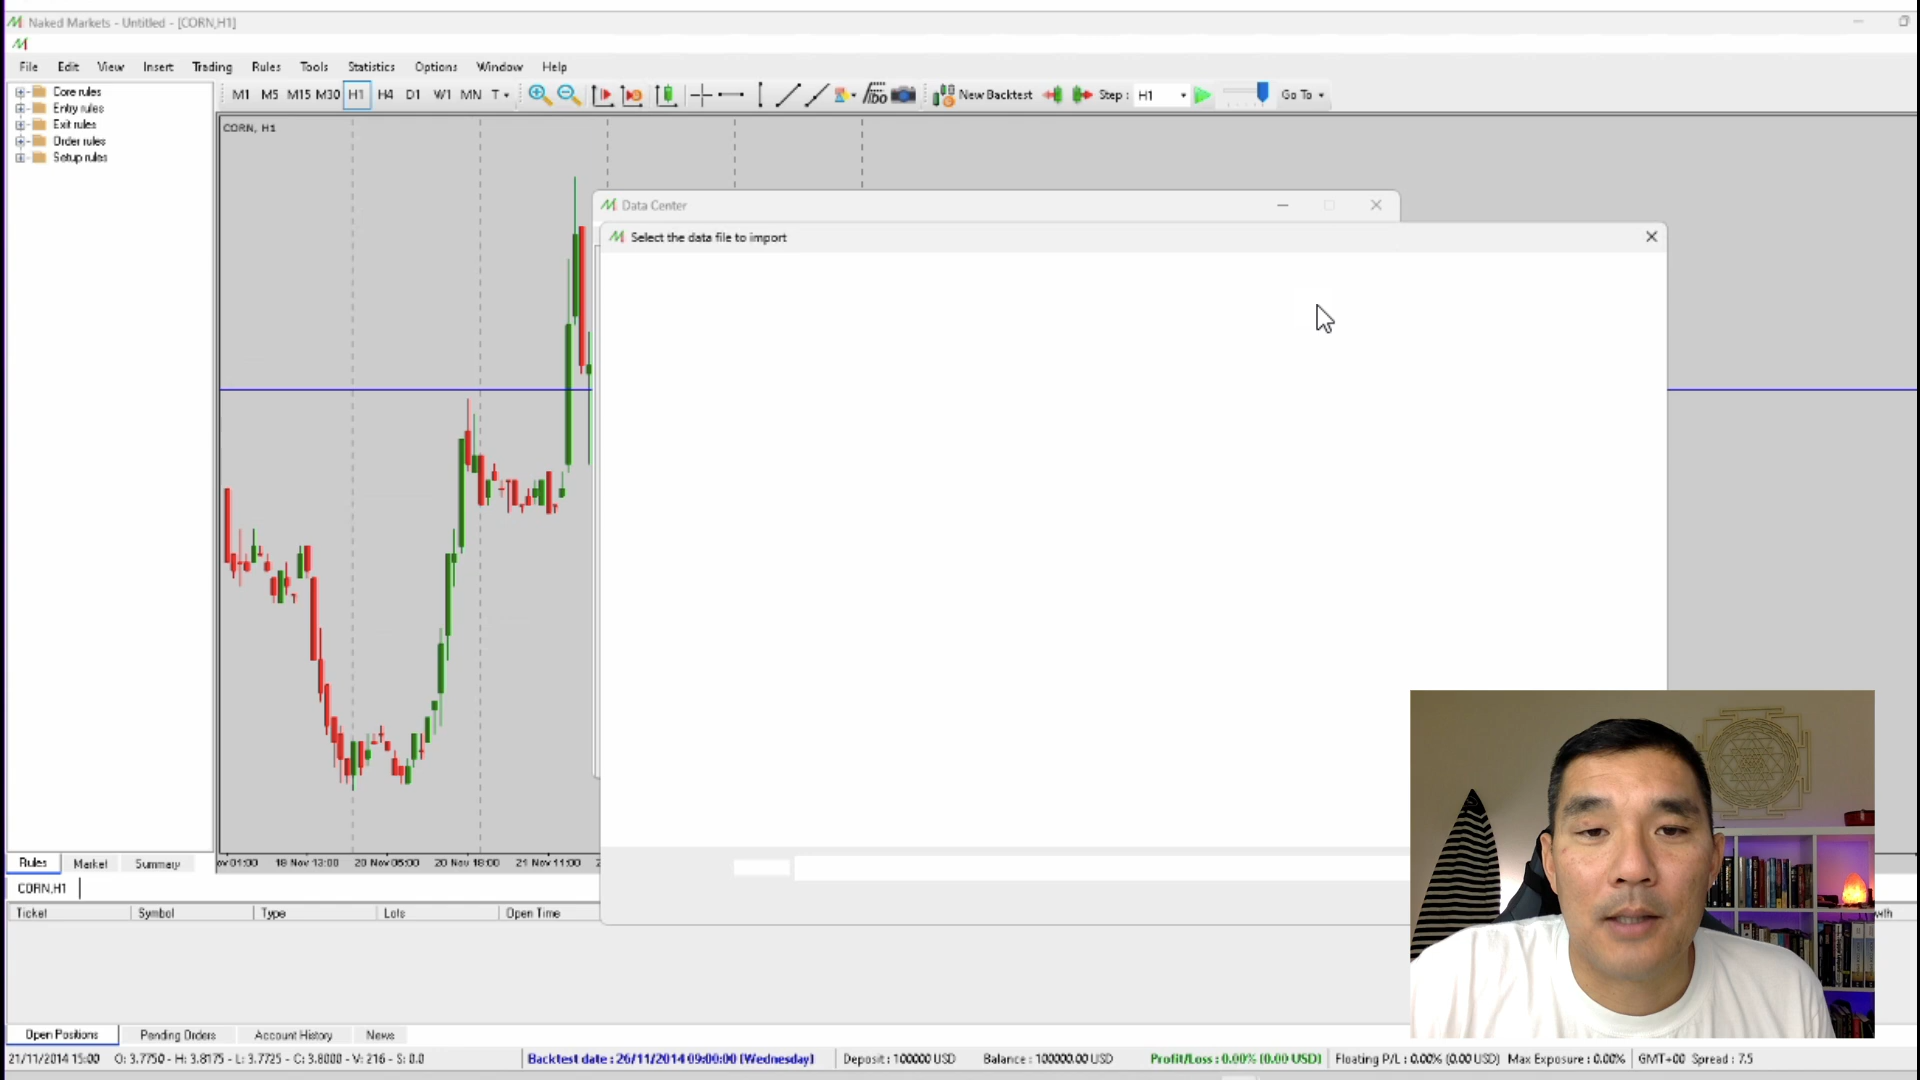 Naked Markets - Untitled - [CORN,H1]
File Edit View Insert Trading Rules Tools Statistics Options Window Help
Core rules
Entry rules
Exit rules
Order rules
Setup rules
M1 M5 M15 M30 H1 H4 D1 W1 MN T New Backtest Step : H1 Go To
CORN, H1
Data Center
Select the data file to import
01:00 18 Nov 13:00 20 Nov 05:00 20 Nov 18:00 21 Nov 11:00
Rules Market Summary
CORN,H1
Ticket Symbol Type Lots Open Time
Open Positions Pending Orders Account History News
21/11/2014 15:00 O: 3.7750 - H: 3.8175 - L: 3.7725 - C: 3.8000 - V: 216 - S: 0.0 Backtest date : 26/11/2014 09:00:00 (Wednesday) Deposit : 100000 USD Balance : 100000.00 USD Profit/Loss : 0.00% (0.00 USD) Floating P/L : 0.00% (0.00 USD) Max Exposure : 0.00% GMT+00 Spread : 7.5